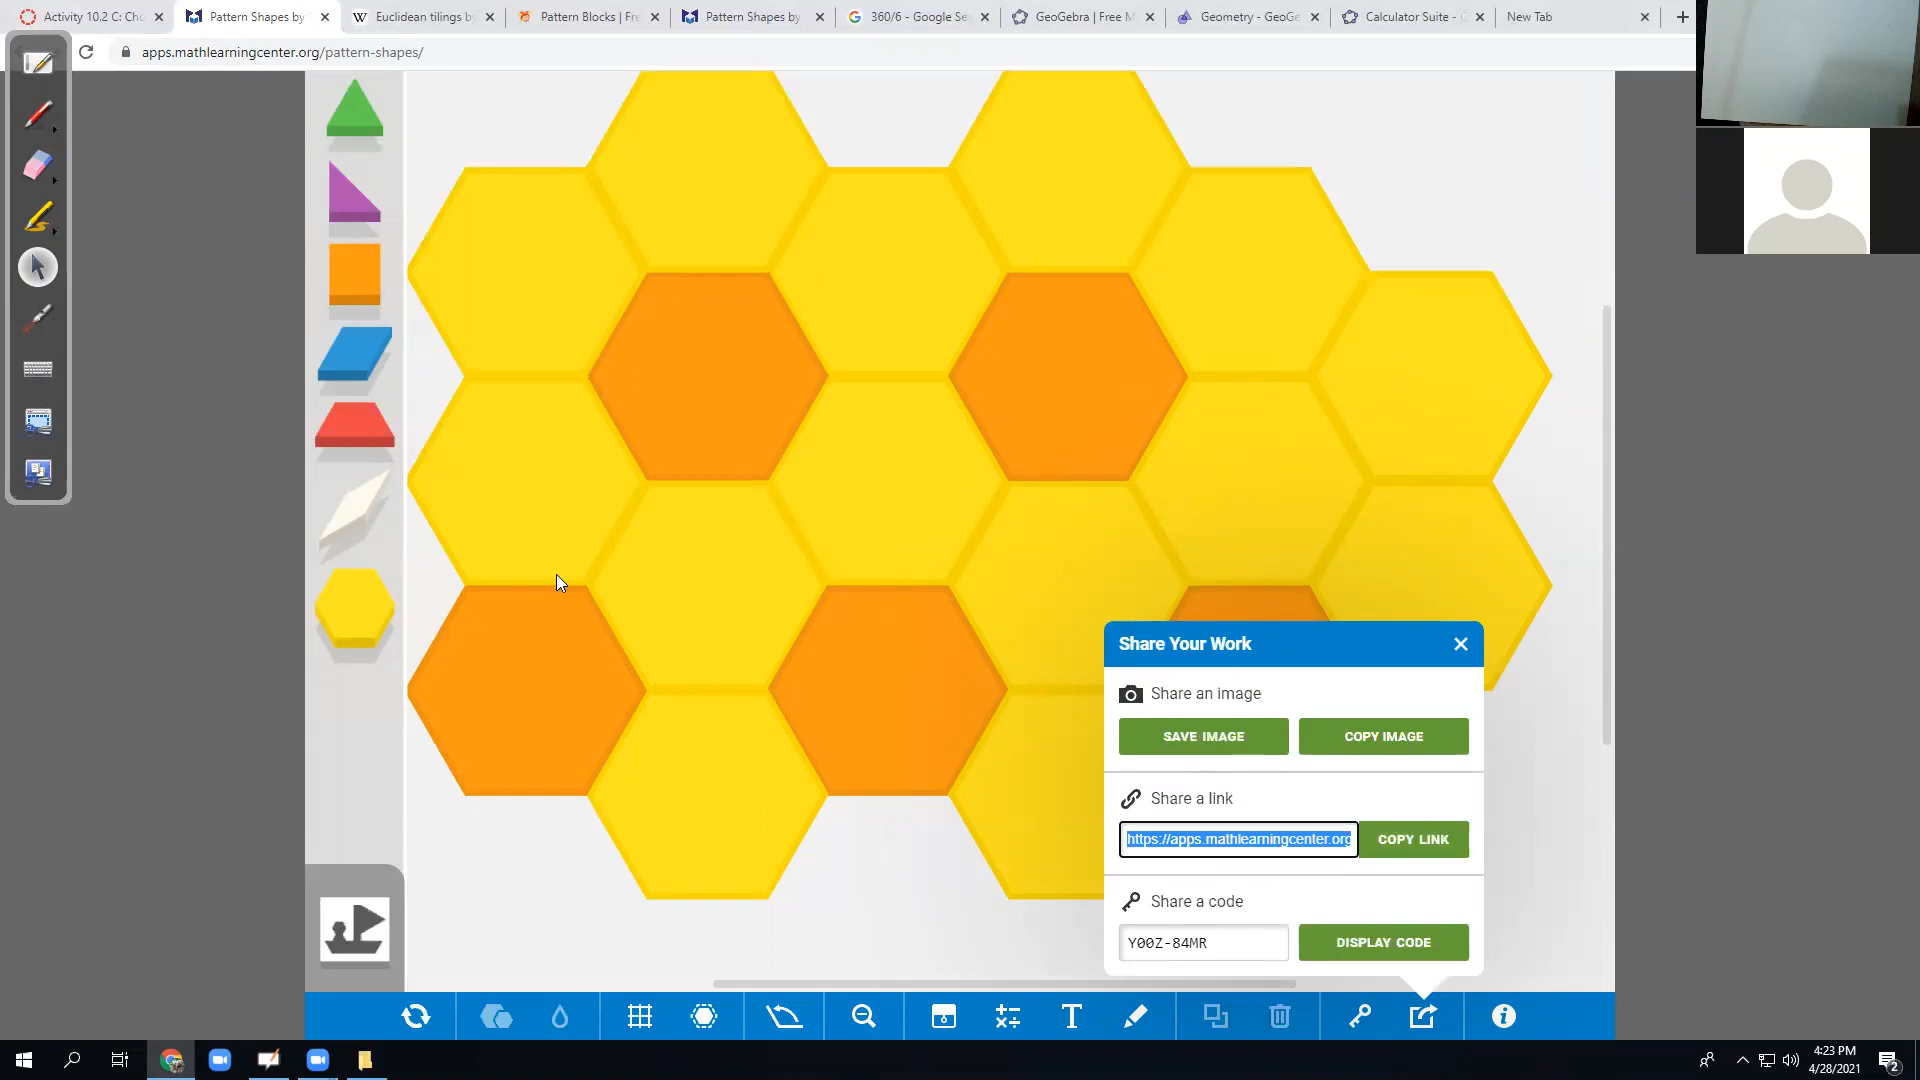 Activity 10.2 C: Cho
Pattern Shapes by
Euclidean tilings by
Pattern Blocks | Fre
Pattern Shapes by
360/6 - Google Se
GeoGebra | Free M
Geometry - GeoGe
Calculator Suite - G
New Tab
apps.mathlearningcenter.org/pattern-shapes/
Share Your Work
Share an image
SAVE IMAGE
COPY IMAGE
Share a link
https://apps.mathlearningcenter.org
COPY LINK
Share a code
Y00Z-84MR
DISPLAY CODE
4:23 PM
4/28/2021
2